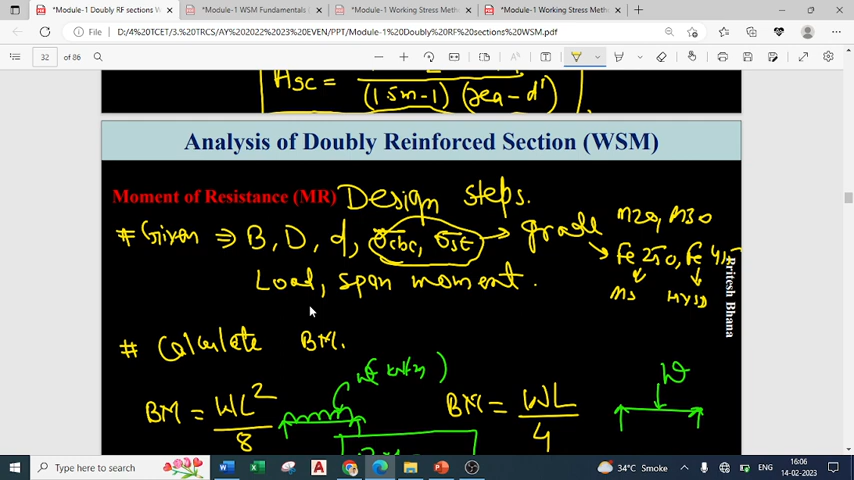 *Module-1 Doubly RF sections W
*Module-1 WSM Fundamentals
*Module-1 Working Stress Meth
*Module-1 Working Stress Meth
File
D:/4%20TCET/3.%20TRCS/AY%202022%2023%20EVEN/PPT/Module-1%20Doubly%20RF%20sections%20WSM.pdf
32 of 86
Asc =
(1.5m-1)
Analysis of Doubly Reinforced Section (WSM)
Moment of Resistance (MR) Design steps.
# Given ⇒ B, D, d, σcbc, σst → grade M20, M30
Fe 250, Fe 415
Load, span moment.
MS HYSD
Pritesh Bhana
# Calculate BM.
BM = WL²/8
BM = WL/4
W
Type here to search
34°C Smoke
ENG
16:06
14-02-2023